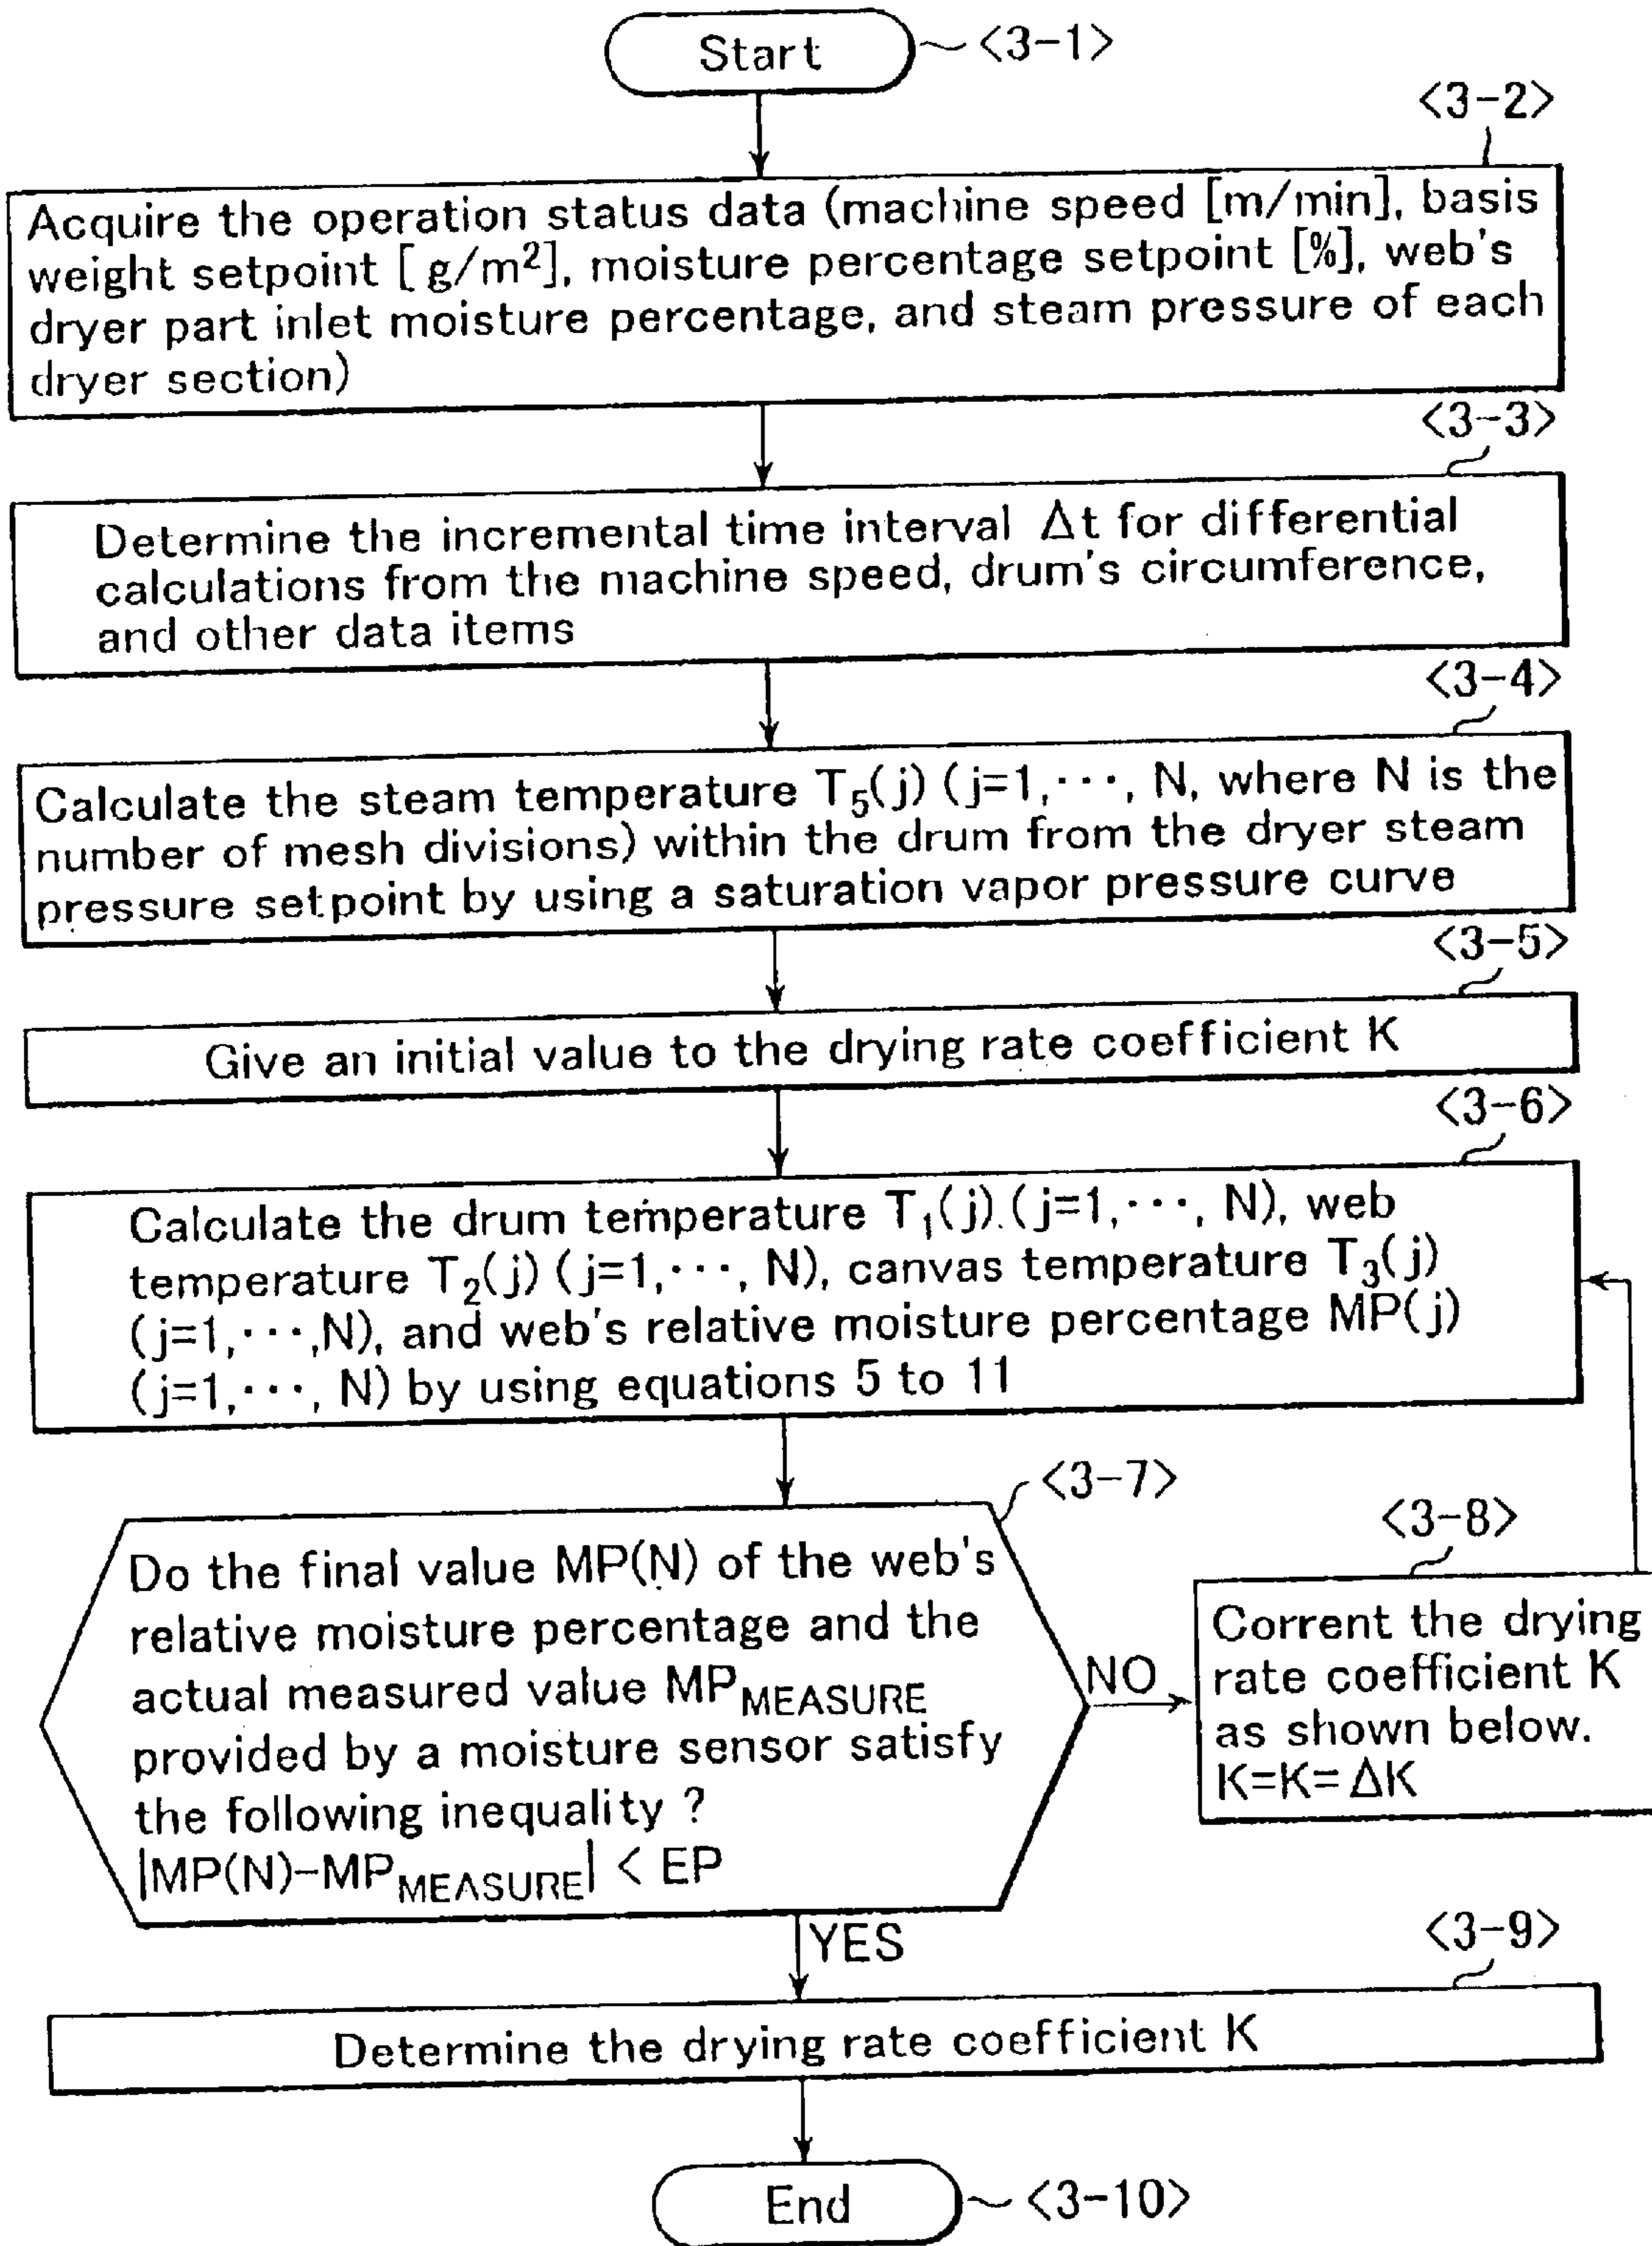 Start
<3-1>
<3-2>
Acquire the operation status data (machine speed [m/min], basis
weight setpoint [g/m²], moisture percentage setpoint [%], web's
dryer part inlet moisture percentage, and steam pressure of each
dryer section)
<3-3>
Determine the incremental time interval Δt for differential
calculations from the machine speed, drum's circumference,
and other data items
<3-4>
Calculate the steam temperature T₅(j) (j=1,···, N, where N is the
number of mesh divisions) within the drum from the dryer steam
pressure setpoint by using a saturation vapor pressure curve
<3-5>
Give an initial value to the drying rate coefficient K
<3-6>
Calculate the drum temperature T₁(j) (j=1,···, N), web
temperature T₂(j) (j=1,···, N), canvas temperature T₃(j)
(j=1,···,N), and web's relative moisture percentage MP(j)
(j=1,···, N) by using equations 5 to 11
<3-7>
Do the final value MP(N) of the web's
relative moisture percentage and the
actual measured value MP_MEASURE
provided by a moisture sensor satisfy
the following inequality ?
|MP(N)-MP_MEASURE| < EP
NO
<3-8>
Corrent the drying
rate coefficient K
as shown below.
K=K=ΔK
YES
<3-9>
Determine the drying rate coefficient K
End
<3-10>